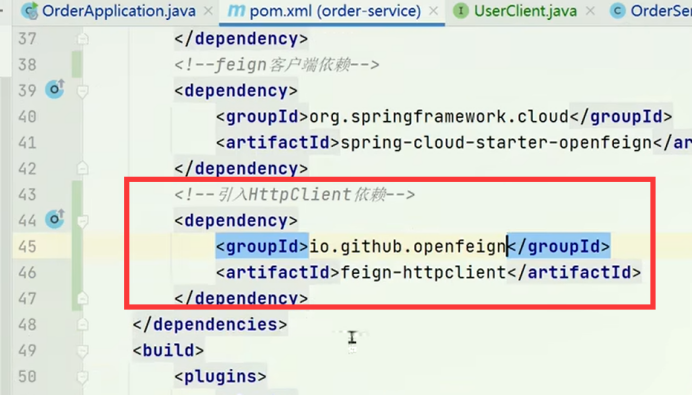 OrderApplication.java × pom.xml (order-service) × UserClient.java × OrderSer
37 </dependency>
38 <!--feign客户端依赖-->
39 <dependency>
40 <groupId>org.springframework.cloud</groupId>
41 <artifactId>spring-cloud-starter-openfeign</ar
42 </dependency>
43 <!--引入HttpClient依赖-->
44 <dependency>
45 <groupId>io.github.openfeign</groupId>
46 <artifactId>feign-httpclient</artifactId>
47 </dependency>
48 </dependencies>
49 <build>
50 <plugins>